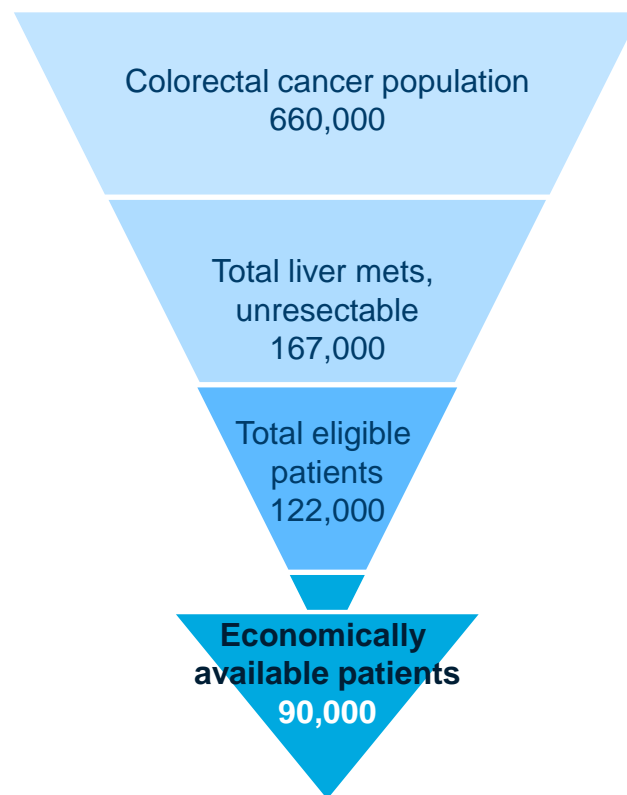 Colorectal cancer population
660,000
Total liver mets,
unresectable
167,000
Total eligible
patients
122,000
Economically
available patients
90,000